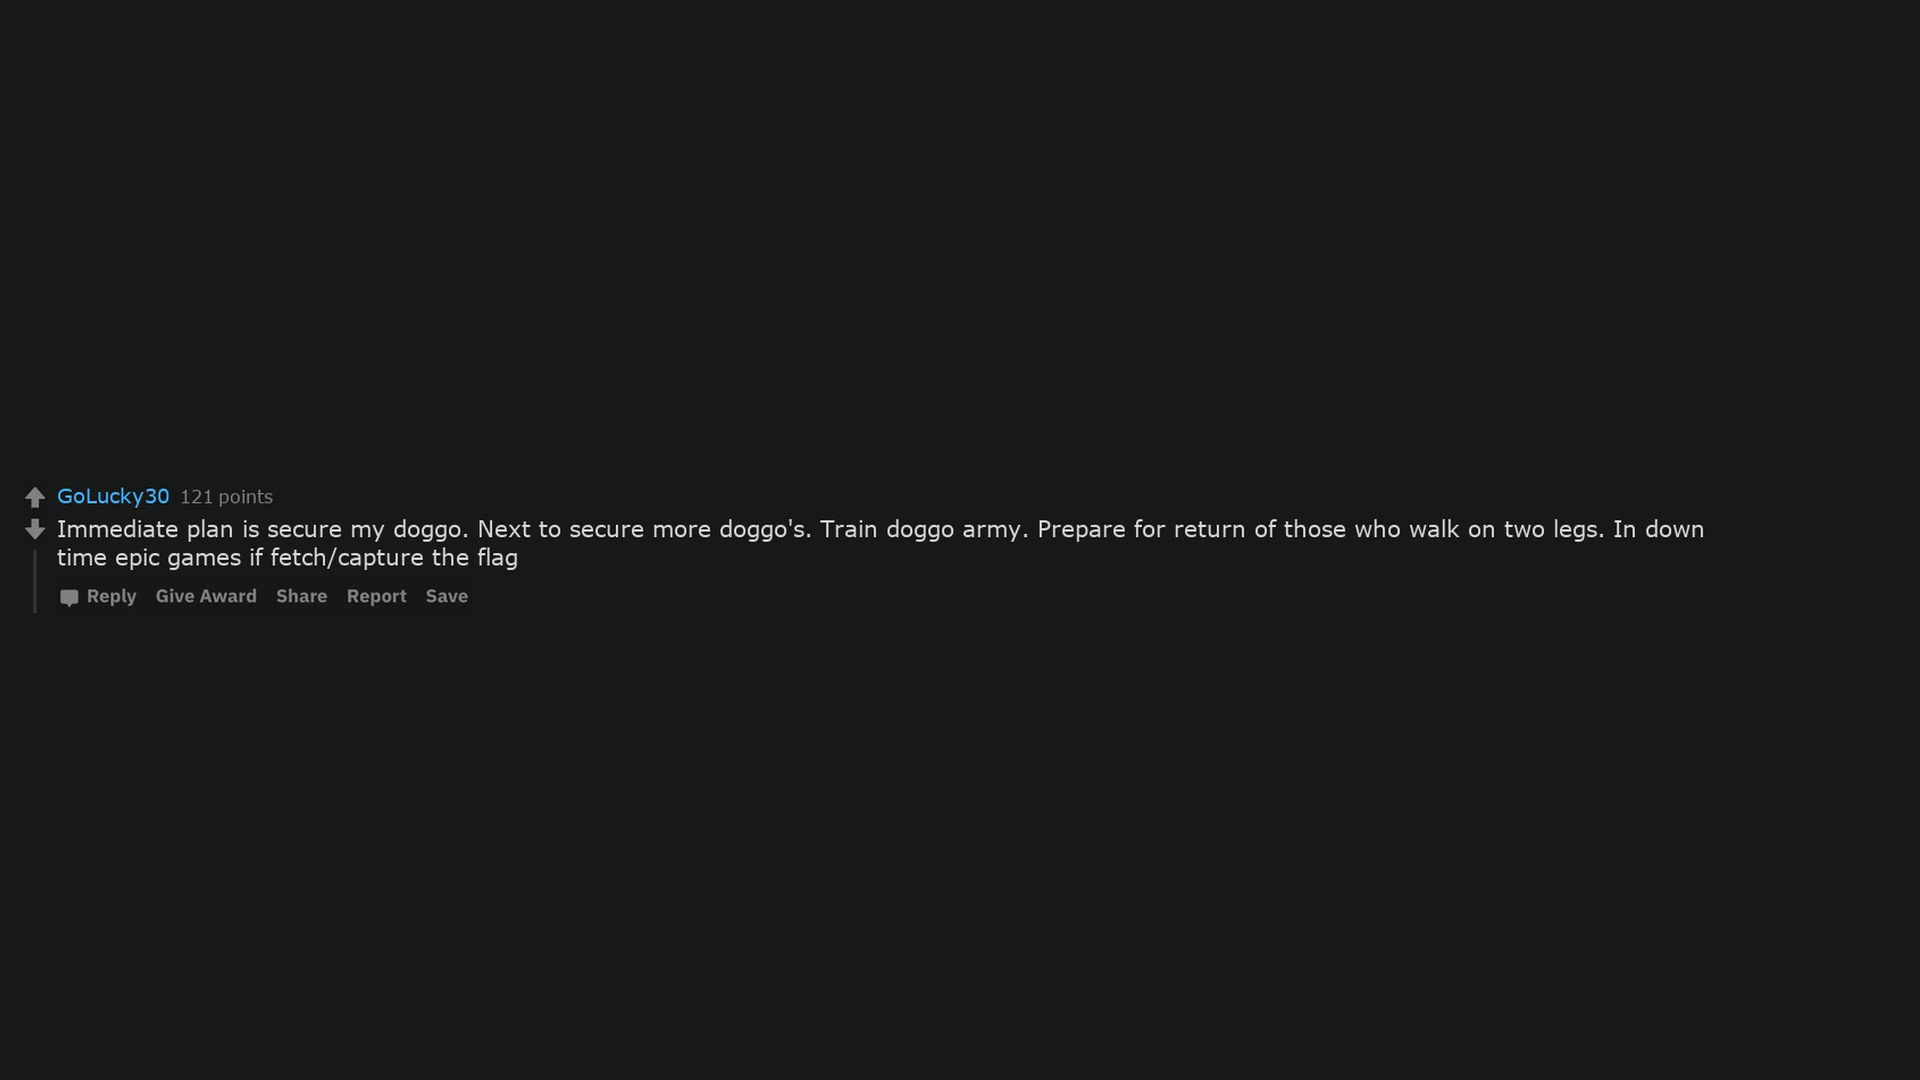 GoLucky30 121 points
Immediate plan is secure my doggo. Next to secure more doggo's. Train doggo army. Prepare for return of those who walk on two legs. In down
time epic games if fetch/capture the flag
Reply Give Award Share Report Save